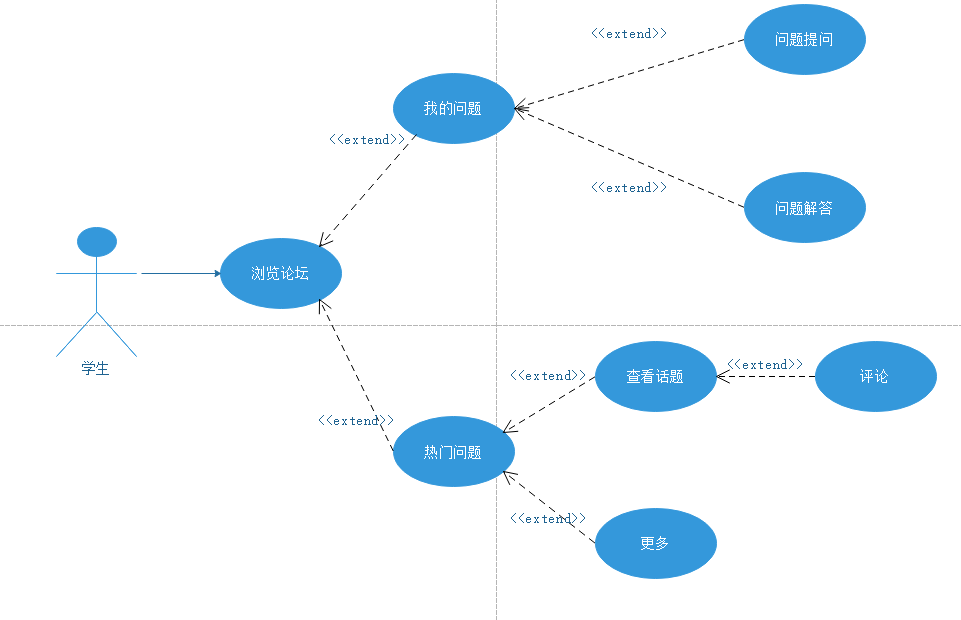 <<extend>>
问题提问
我的问题
<<extend>>
<<extend>>
问题解答
浏览论坛
学生
<<extend>>
查看话题
<<extend>>
评论
<<extend>>
热门问题
<<extend>>
更多